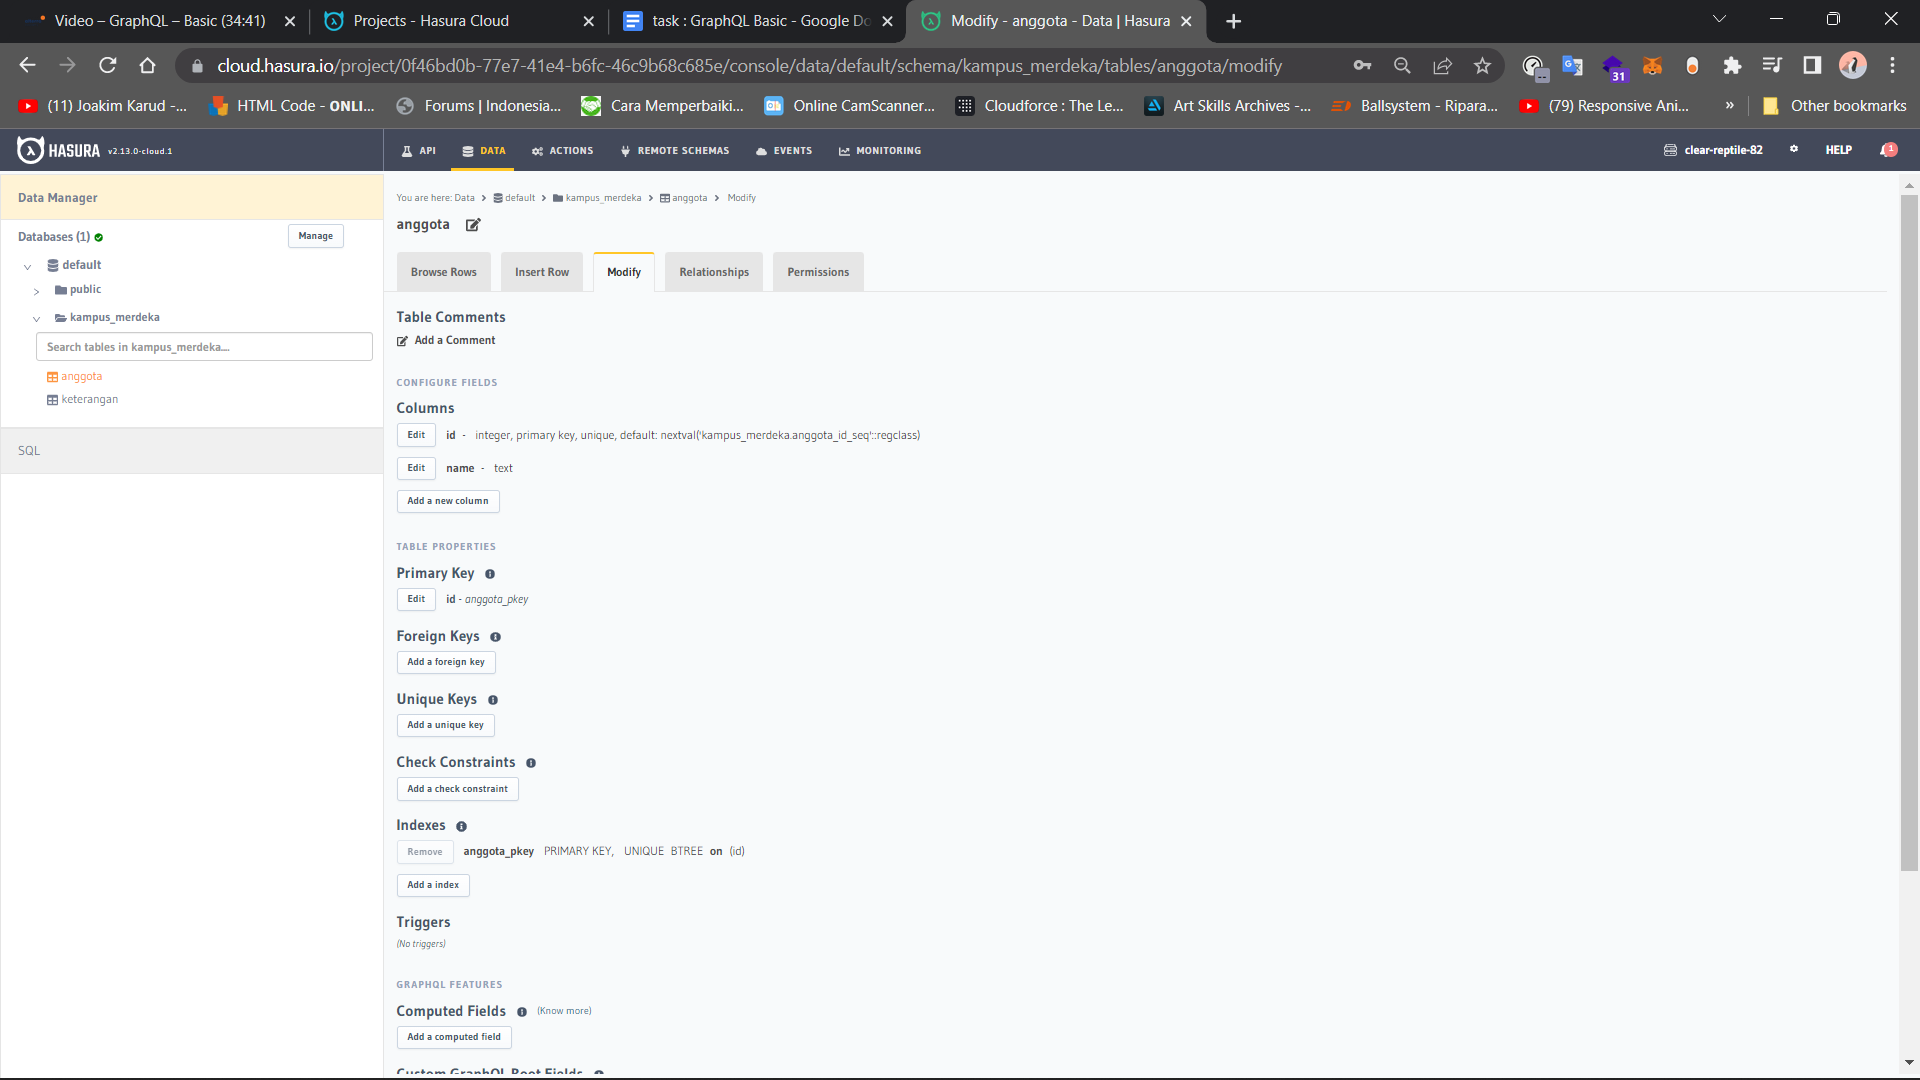 Video – GraphQL – Basic (34:41)
Projects - Hasura Cloud
task : GraphQL Basic - Google Do
Modify - anggota - Data | Hasura
cloud.hasura.io/project/0f46bd0b-77e7-41e4-b6fc-46c9b68c685e/console/data/default/schema/kampus_merdeka/tables/anggota/modify
31
(11) Joakim Karud -...
HTML Code - ONLI...
Forums | Indonesia...
Cara Memperbaiki...
Online CamScanner...
Cloudforce : The Le...
Art Skills Archives -...
Ballsystem - Ripara...
(79) Responsive Ani...
»
Other bookmarks
HASURA v2.13.0-cloud.1
API
DATA
ACTIONS
REMOTE SCHEMAS
EVENTS
MONITORING
clear-reptile-82
HELP
1
Data Manager
Databases (1)
Manage
default
public
kampus_merdeka
Search tables in kampus_merdeka...
anggota
keterangan
SQL
You are here: Data > default > kampus_merdeka > anggota > Modify
anggota
Browse Rows
Insert Row
Modify
Relationships
Permissions
Table Comments
Add a Comment
CONFIGURE FIELDS
Columns
Edit id - integer, primary key, unique, default: nextval('kampus_merdeka.anggota_id_seq'::regclass)
Edit name - text
Add a new column
TABLE PROPERTIES
Primary Key
Edit id - anggota_pkey
Foreign Keys
Add a foreign key
Unique Keys
Add a unique key
Check Constraints
Add a check constraint
Indexes
Remove anggota_pkey PRIMARY KEY, UNIQUE BTREE on (id)
Add a index
Triggers
(No triggers)
GRAPHQL FEATURES
Computed Fields (Know more)
Add a computed field
Custom GraphQL Root Fields